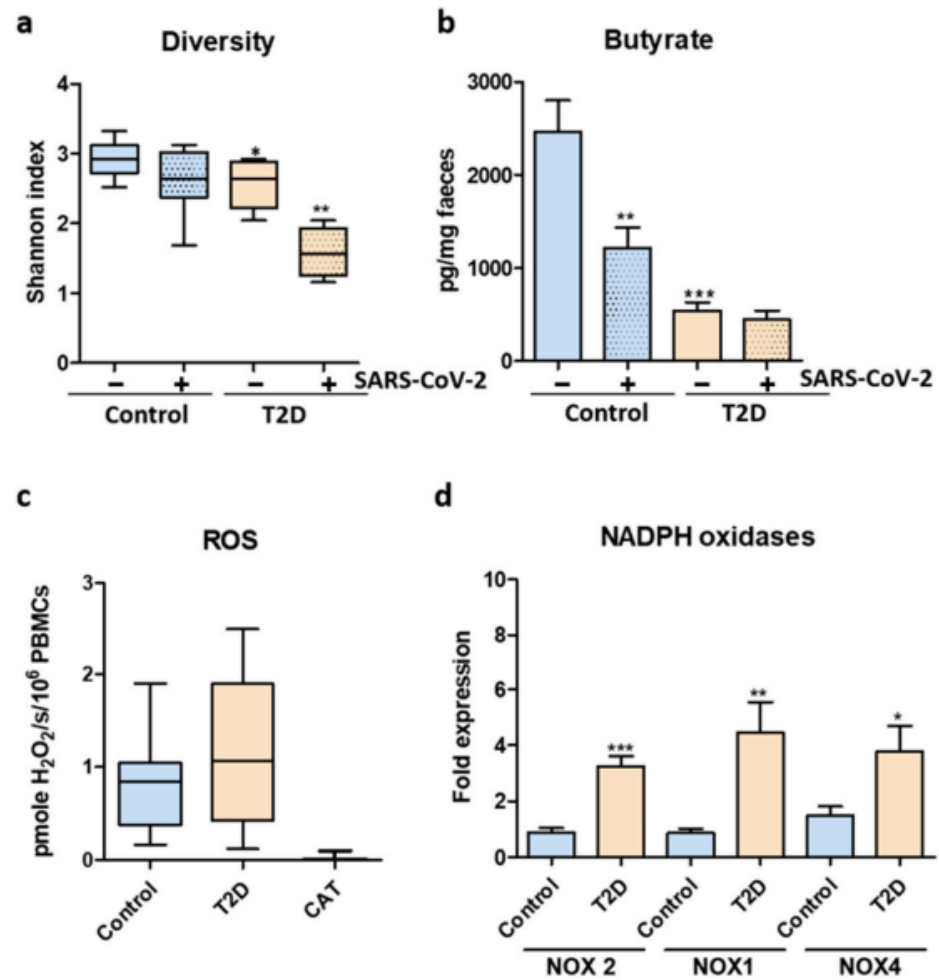 a
Diversity
Shannon index
4
3
2
1
0
*
**
− + − + SARS-CoV-2
Control T2D
b
Butyrate
pg/mg faeces
3000
2000
1000
0
**
***
− + − + SARS-CoV-2
Control T2D
c
ROS
pmole H₂O₂/s/10⁶ PBMCs
3
2
1
0
Control T2D CAT
d
NADPH oxidases
Fold expression
10
8
6
4
2
0
***
**
*
Control T2D Control T2D Control T2D
NOX 2 NOX1 NOX4